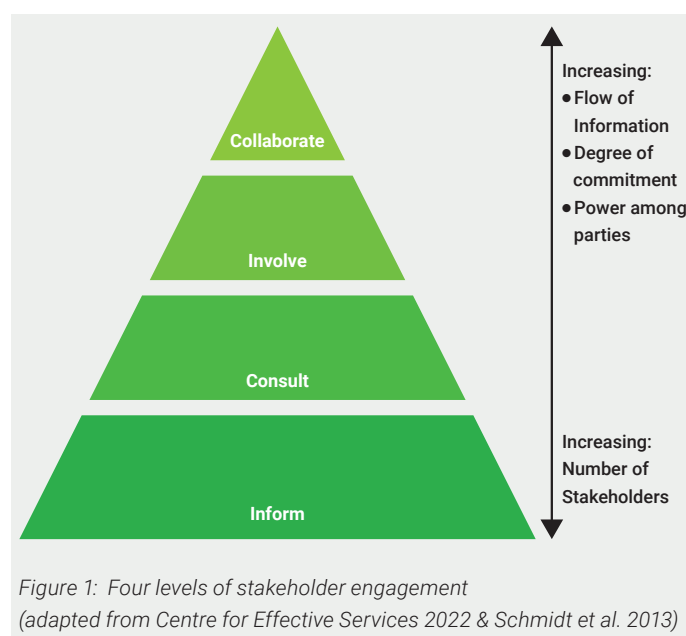 Collaborate
Involve
Consult
Inform
Increasing:
● Flow of
Information
● Degree of
commitment
● Power among
parties
Increasing:
Number of
Stakeholders
Figure 1:  Four levels of stakeholder engagement
(adapted from Centre for Effective Services 2022 & Schmidt et al. 2013)